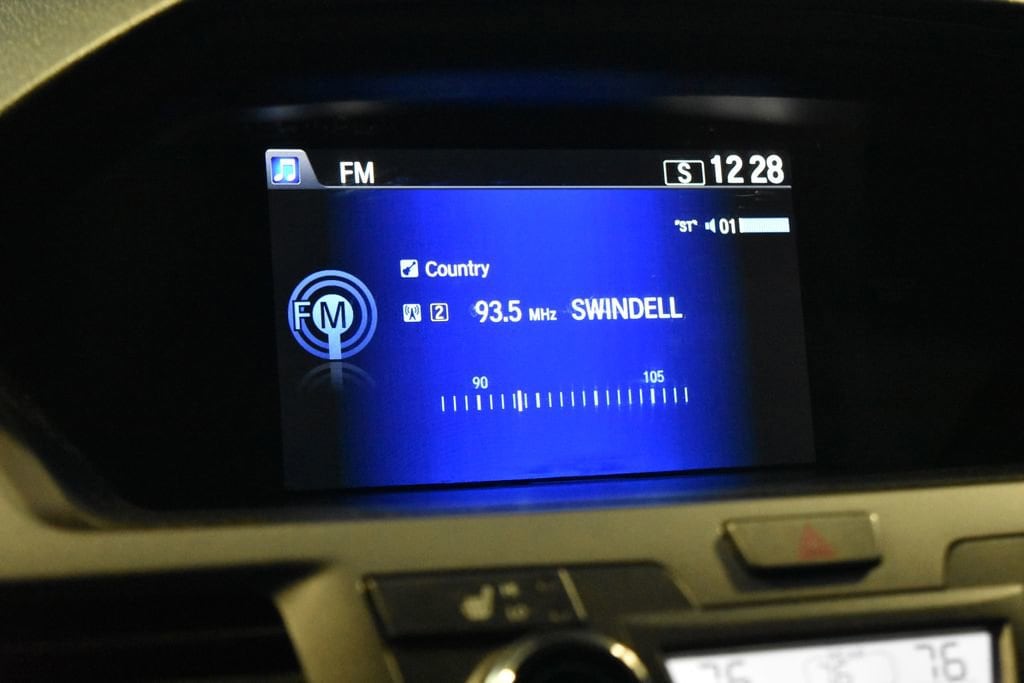 FM S 12 28
"ST" 01
Country
FM 2 93.5 MHz SWINDELL
90 105
76 76